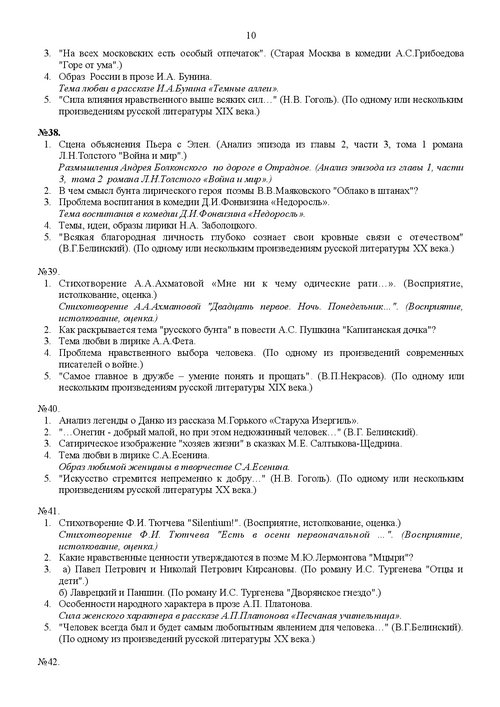 10
3. "На всех московских есть особый отпечаток". (Старая Москва в комедии А.С.Грибоедова
"Горе от ума".)
4. Образ России в прозе И.А. Бунина.
Тема любви в рассказе И.А.Бунина «Темные аллеи».
5. "Сила влияния нравственного выше всяких сил…" (Н.В. Гоголь). (По одному или нескольким
произведениям русской литературы XIX века.)
№38.
1. Сцена объяснения Пьера с Элен. (Анализ эпизода из главы 2, части 3, тома 1 романа
Л.Н.Толстого "Война и мир".)
Размышления Андрея Болконского по дороге в Отрадное. (Анализ эпизода из главы 1, части
3, тома 2 романа Л.Н.Толстого «Война и мир».)
2. В чем смысл бунта лирического героя поэмы В.В.Маяковского "Облако в штанах"?
3. Проблема воспитания в комедии Д.И.Фонвизина «Недоросль».
Тема воспитания в комедии Д.И.Фонвизина «Недоросль».
4. Темы, идеи, образы лирики Н.А. Заболоцкого.
5. "Всякая благородная личность глубоко сознает свои кровные связи с отечеством"
(В.Г.Белинский). (По одному или нескольким произведениям русской литературы XX века.)
№39.
1. Стихотворение А.А.Ахматовой «Мне ни к чему одические рати…». (Восприятие,
истолкование, оценка.)
Стихотворение А.А.Ахматовой "Двадцать первое. Ночь. Понедельник…". (Восприятие,
истолкование, оценка.)
2. Как раскрывается тема "русского бунта" в повести А.С. Пушкина "Капитанская дочка"?
3. Тема любви в лирике А.А.Фета.
4. Проблема нравственного выбора человека. (По одному из произведений современных
писателей о войне.)
5. "Самое главное в дружбе – умение понять и прощать". (В.П.Некрасов). (По одному или
нескольким произведениям русской литературы XIX века.)
№40.
1. Анализ легенды о Данко из рассказа М.Горького «Старуха Изергиль».
2. "…Онегин - добрый малой, но при этом недюжинный человек…" (В.Г. Белинский).
3. Сатирическое изображение "хозяев жизни" в сказках М.Е. Салтыкова-Щедрина.
4. Тема любви в лирике С.А.Есенина.
Образ любимой женщины в творчестве С.А.Есенина.
5. "Искусство стремится непременно к добру…" (Н.В. Гоголь). (По одному или нескольким
произведениям русской литературы XX века.)
№41.
1. Стихотворение Ф.И. Тютчева "Silentium!". (Восприятие, истолкование, оценка.)
Стихотворение Ф.И. Тютчева "Есть в осени первоначальной ...". (Восприятие,
истолкование, оценка.)
2. Какие нравственные ценности утверждаются в поэме М.Ю.Лермонтова "Мцыри"?
3. а) Павел Петрович и Николай Петрович Кирсановы. (По роману И.С. Тургенева "Отцы и
дети".)
б) Лаврецкий и Паншин. (По роману И.С. Тургенева "Дворянское гнездо".)
4. Особенности народного характера в прозе А.П. Платонова.
Сила женского характера в рассказе А.П.Платонова «Песчаная учительница».
5. "Человек всегда был и будет самым любопытным явлением для человека…" (В.Г.Белинский).
(По одному из произведений русской литературы XX века.)
№42.